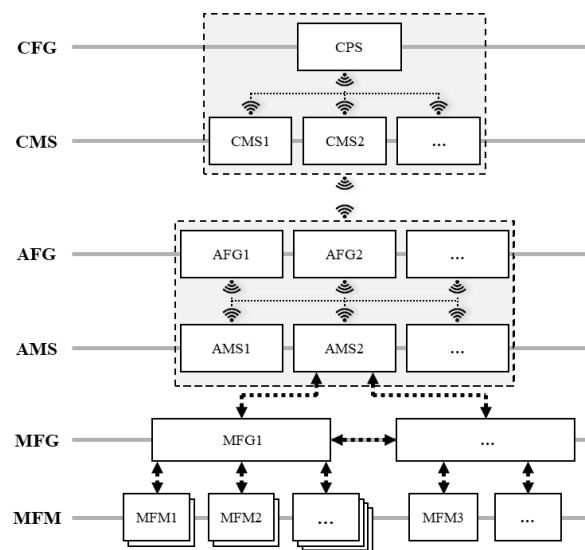 CFG CPS
CMS CMS1 CMS2 ...
AFG AFG1 AFG2 ...
AMS AMS1 AMS2 ...
MFG MFG1 ...
MFM MFM1 MFM2 ... MFM3 ...